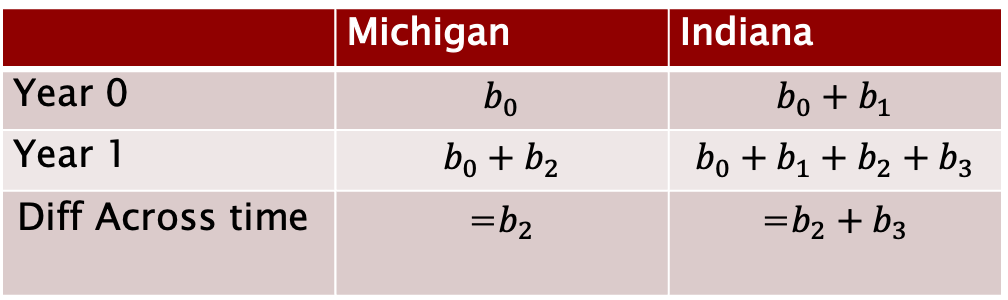 Michigan Indiana
Year 0 b₀ b₀ + b₁
Year 1 b₀ + b₂ b₀ + b₁ + b₂ + b₃
Diff Across time =b₂ =b₂ + b₃